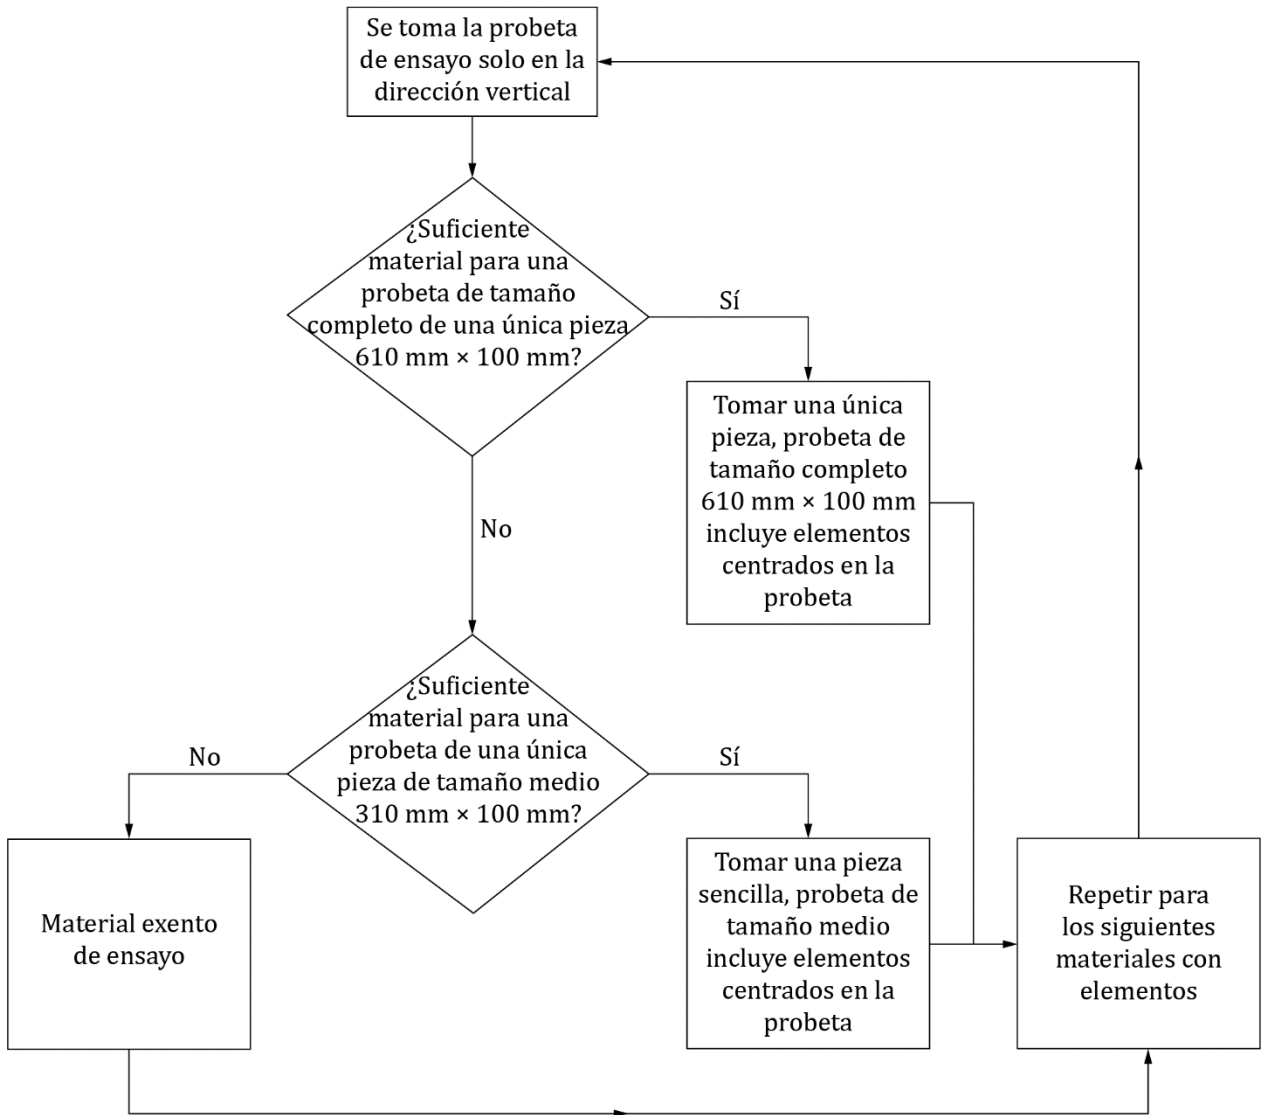 Se toma la probeta
de ensayo solo en la
dirección vertical
¿Suficiente
material para una
probeta de tamaño
completo de una única pieza
610 mm × 100 mm?
Sí
Tomar una única
pieza, probeta de
tamaño completo
610 mm × 100 mm
incluye elementos
centrados en la
probeta
No
¿Suficiente
material para una
probeta de una única
pieza de tamaño medio
310 mm × 100 mm?
No
Sí
Material exento
de ensayo
Tomar una pieza
sencilla, probeta de
tamaño medio
incluye elementos
centrados en la
probeta
Repetir para
los siguientes
materiales con
elementos